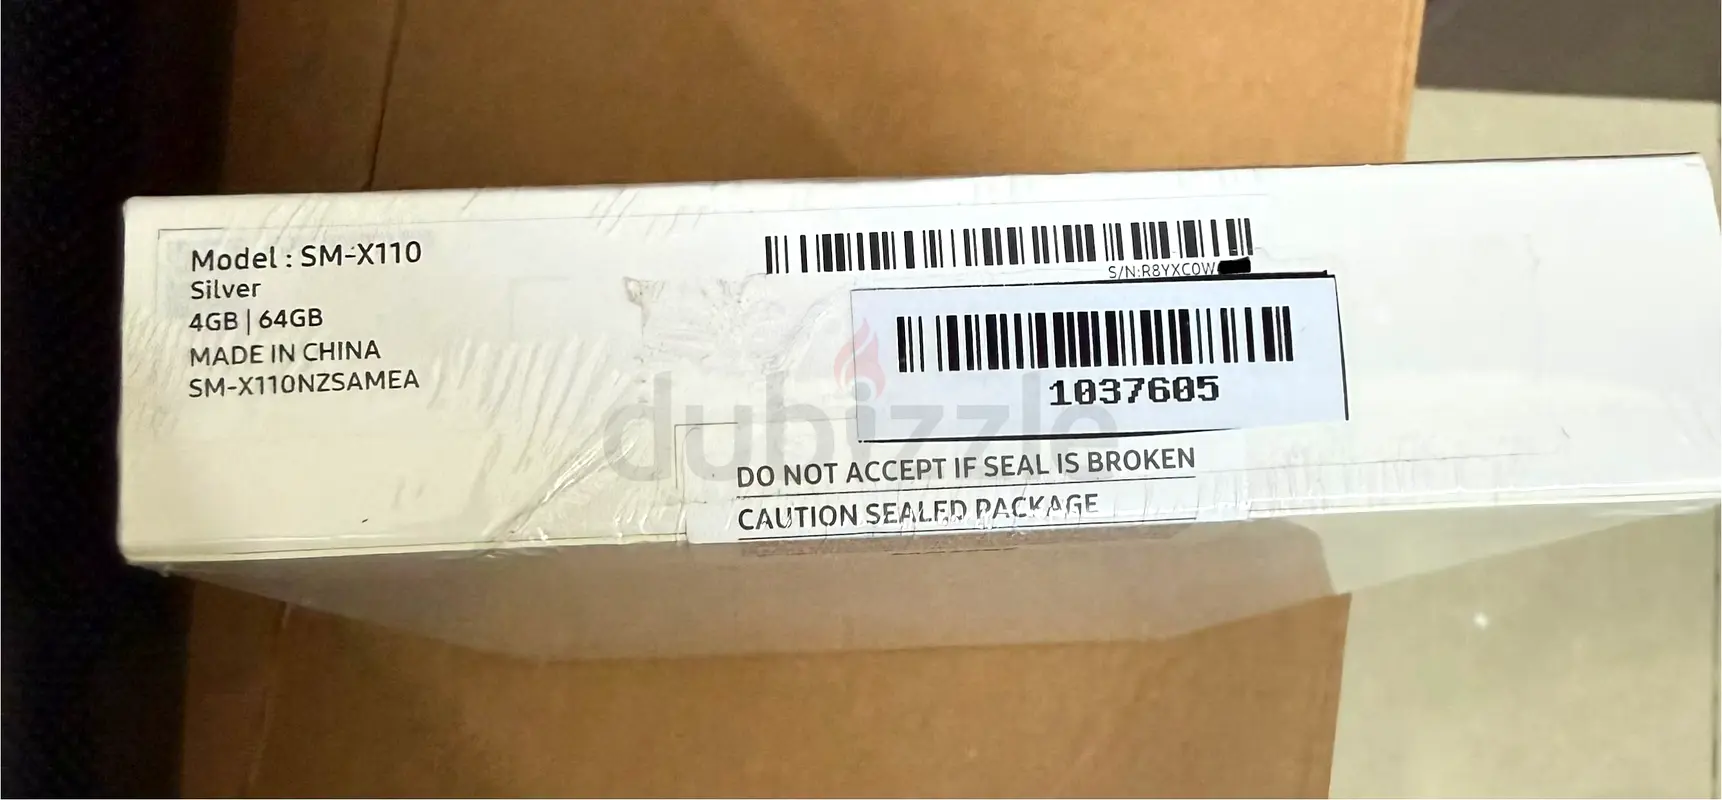 Model : SM-X110
Silver
4GB | 64GB
MADE IN CHINA
SM-X110NZSAMEA
S/N:R8YXC0W
1037605
dubizzle
DO NOT ACCEPT IF SEAL IS BROKEN
CAUTION SEALED PACKAGE